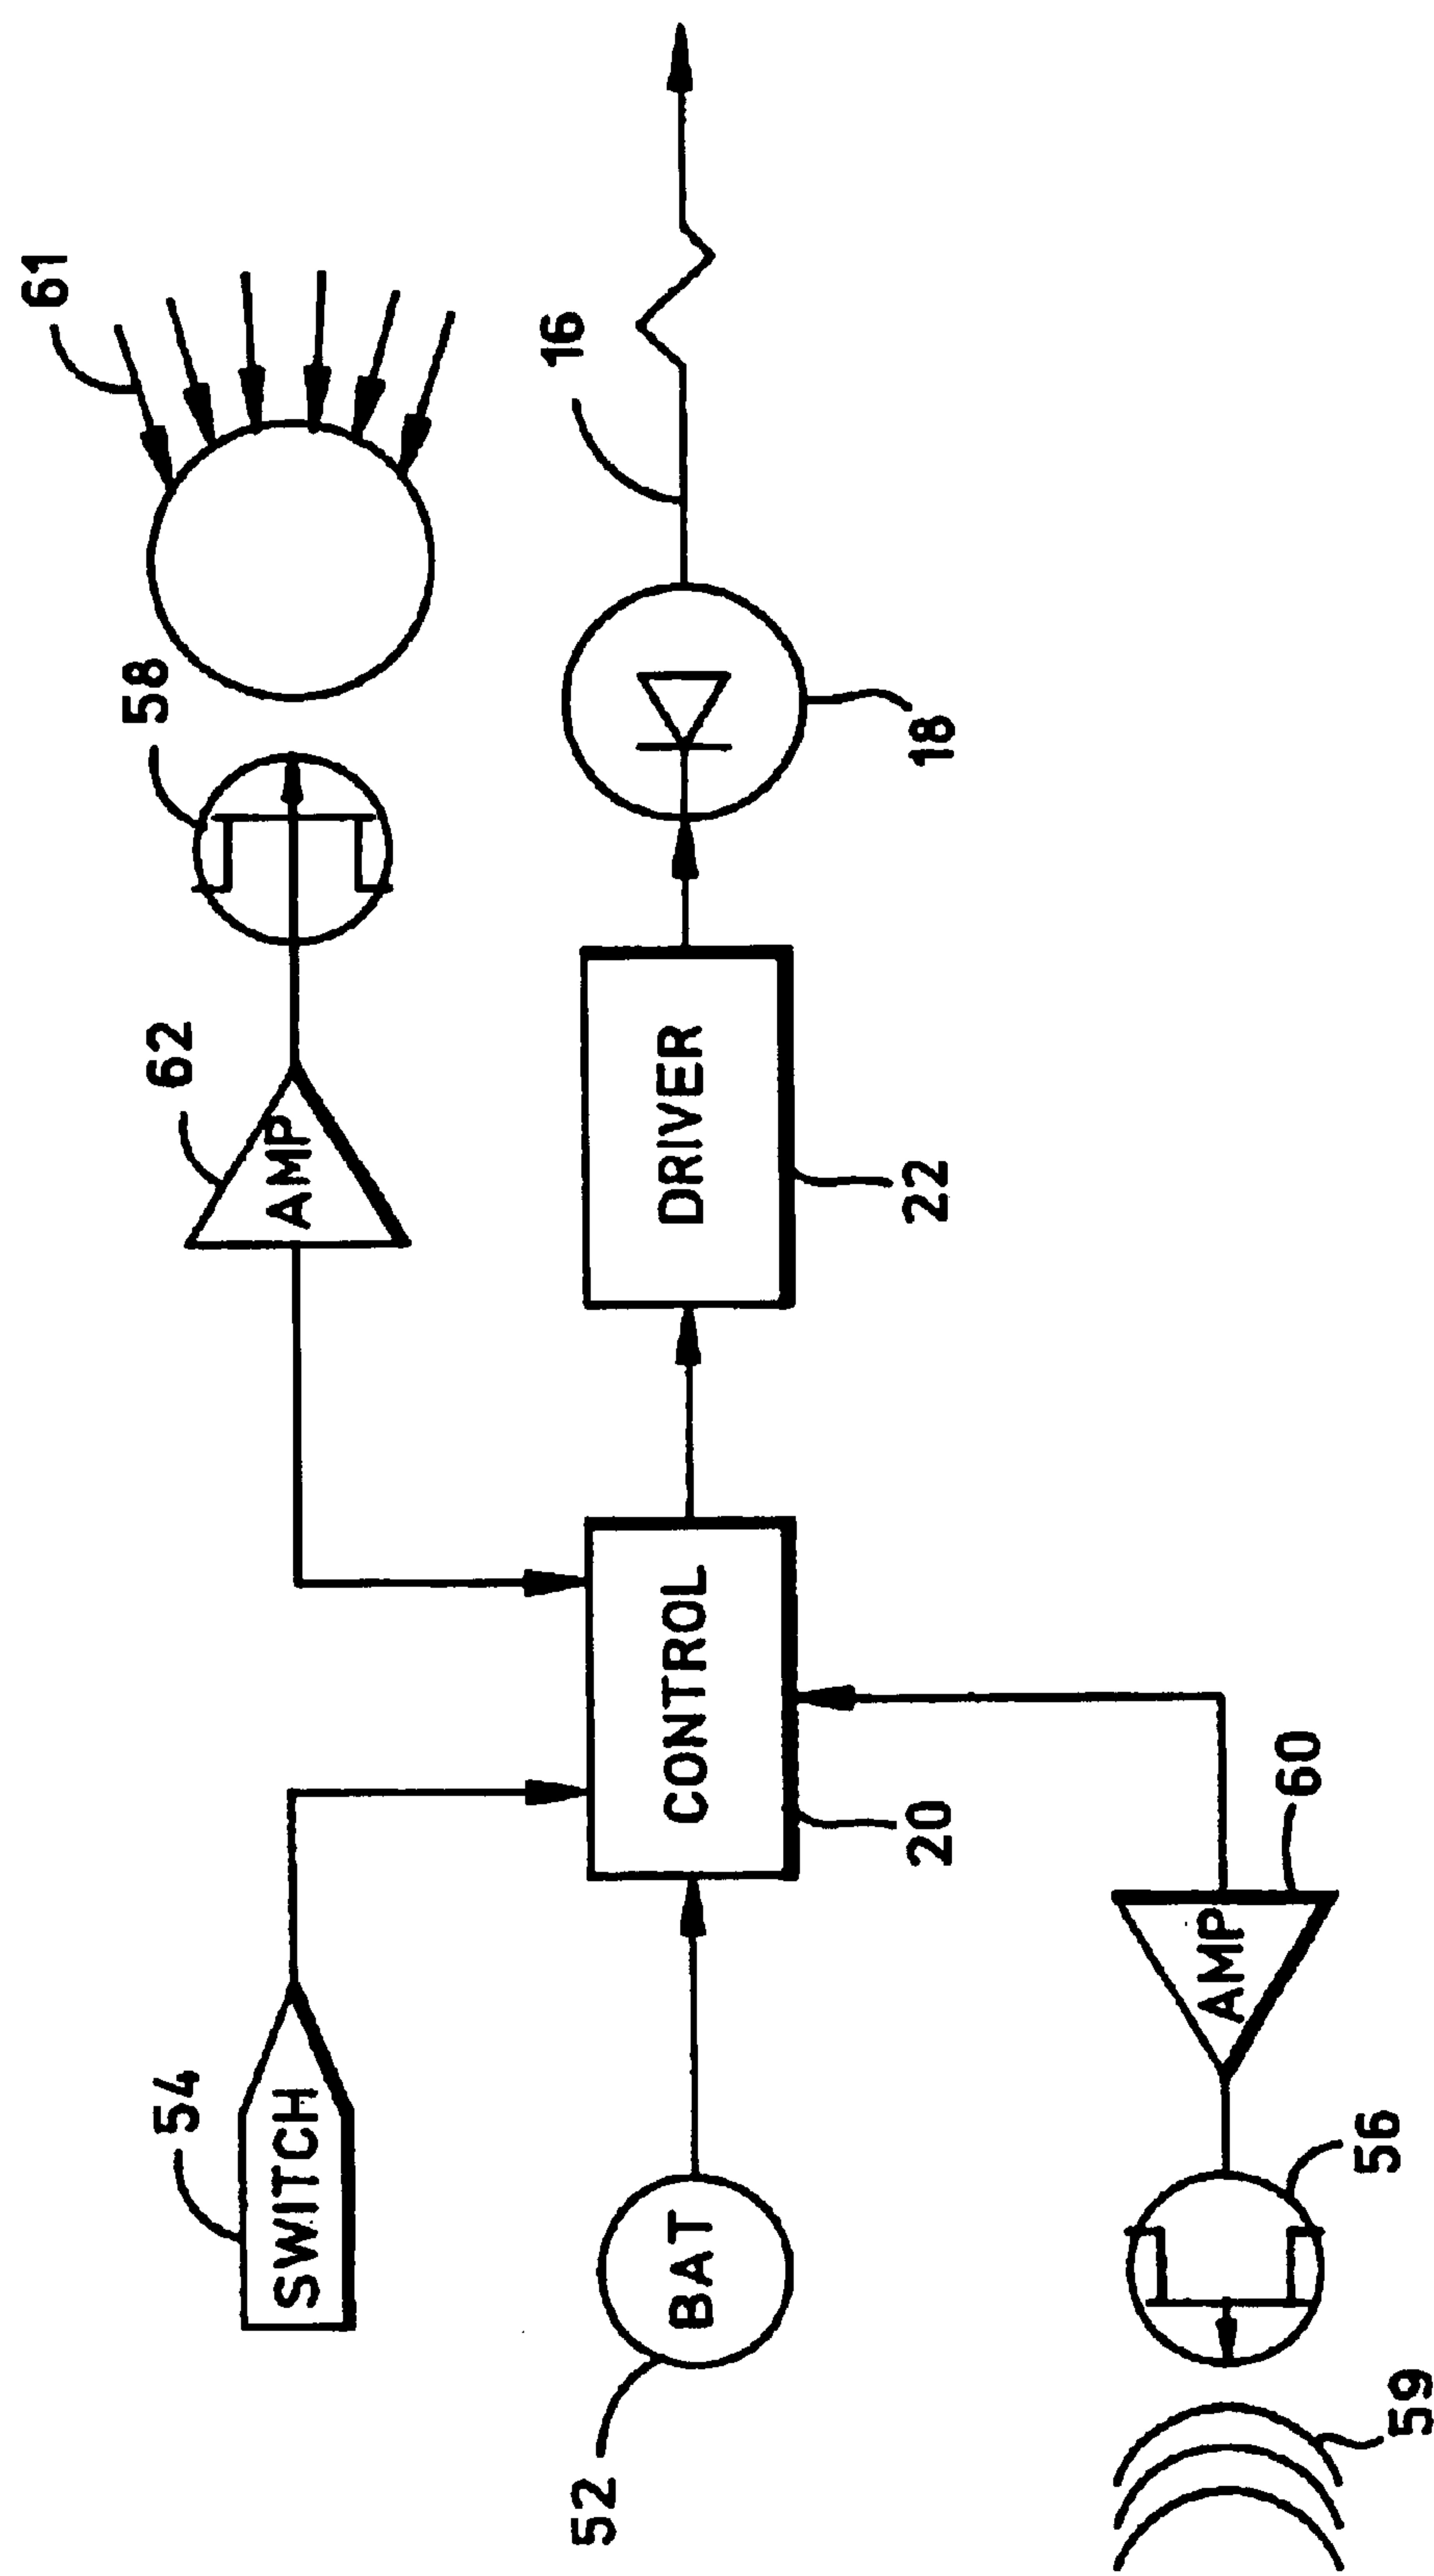 61
58
62
AMP
16
18
DRIVER
22
54
SWITCH
CONTROL
20
52
BAT
60
AMP
56
59